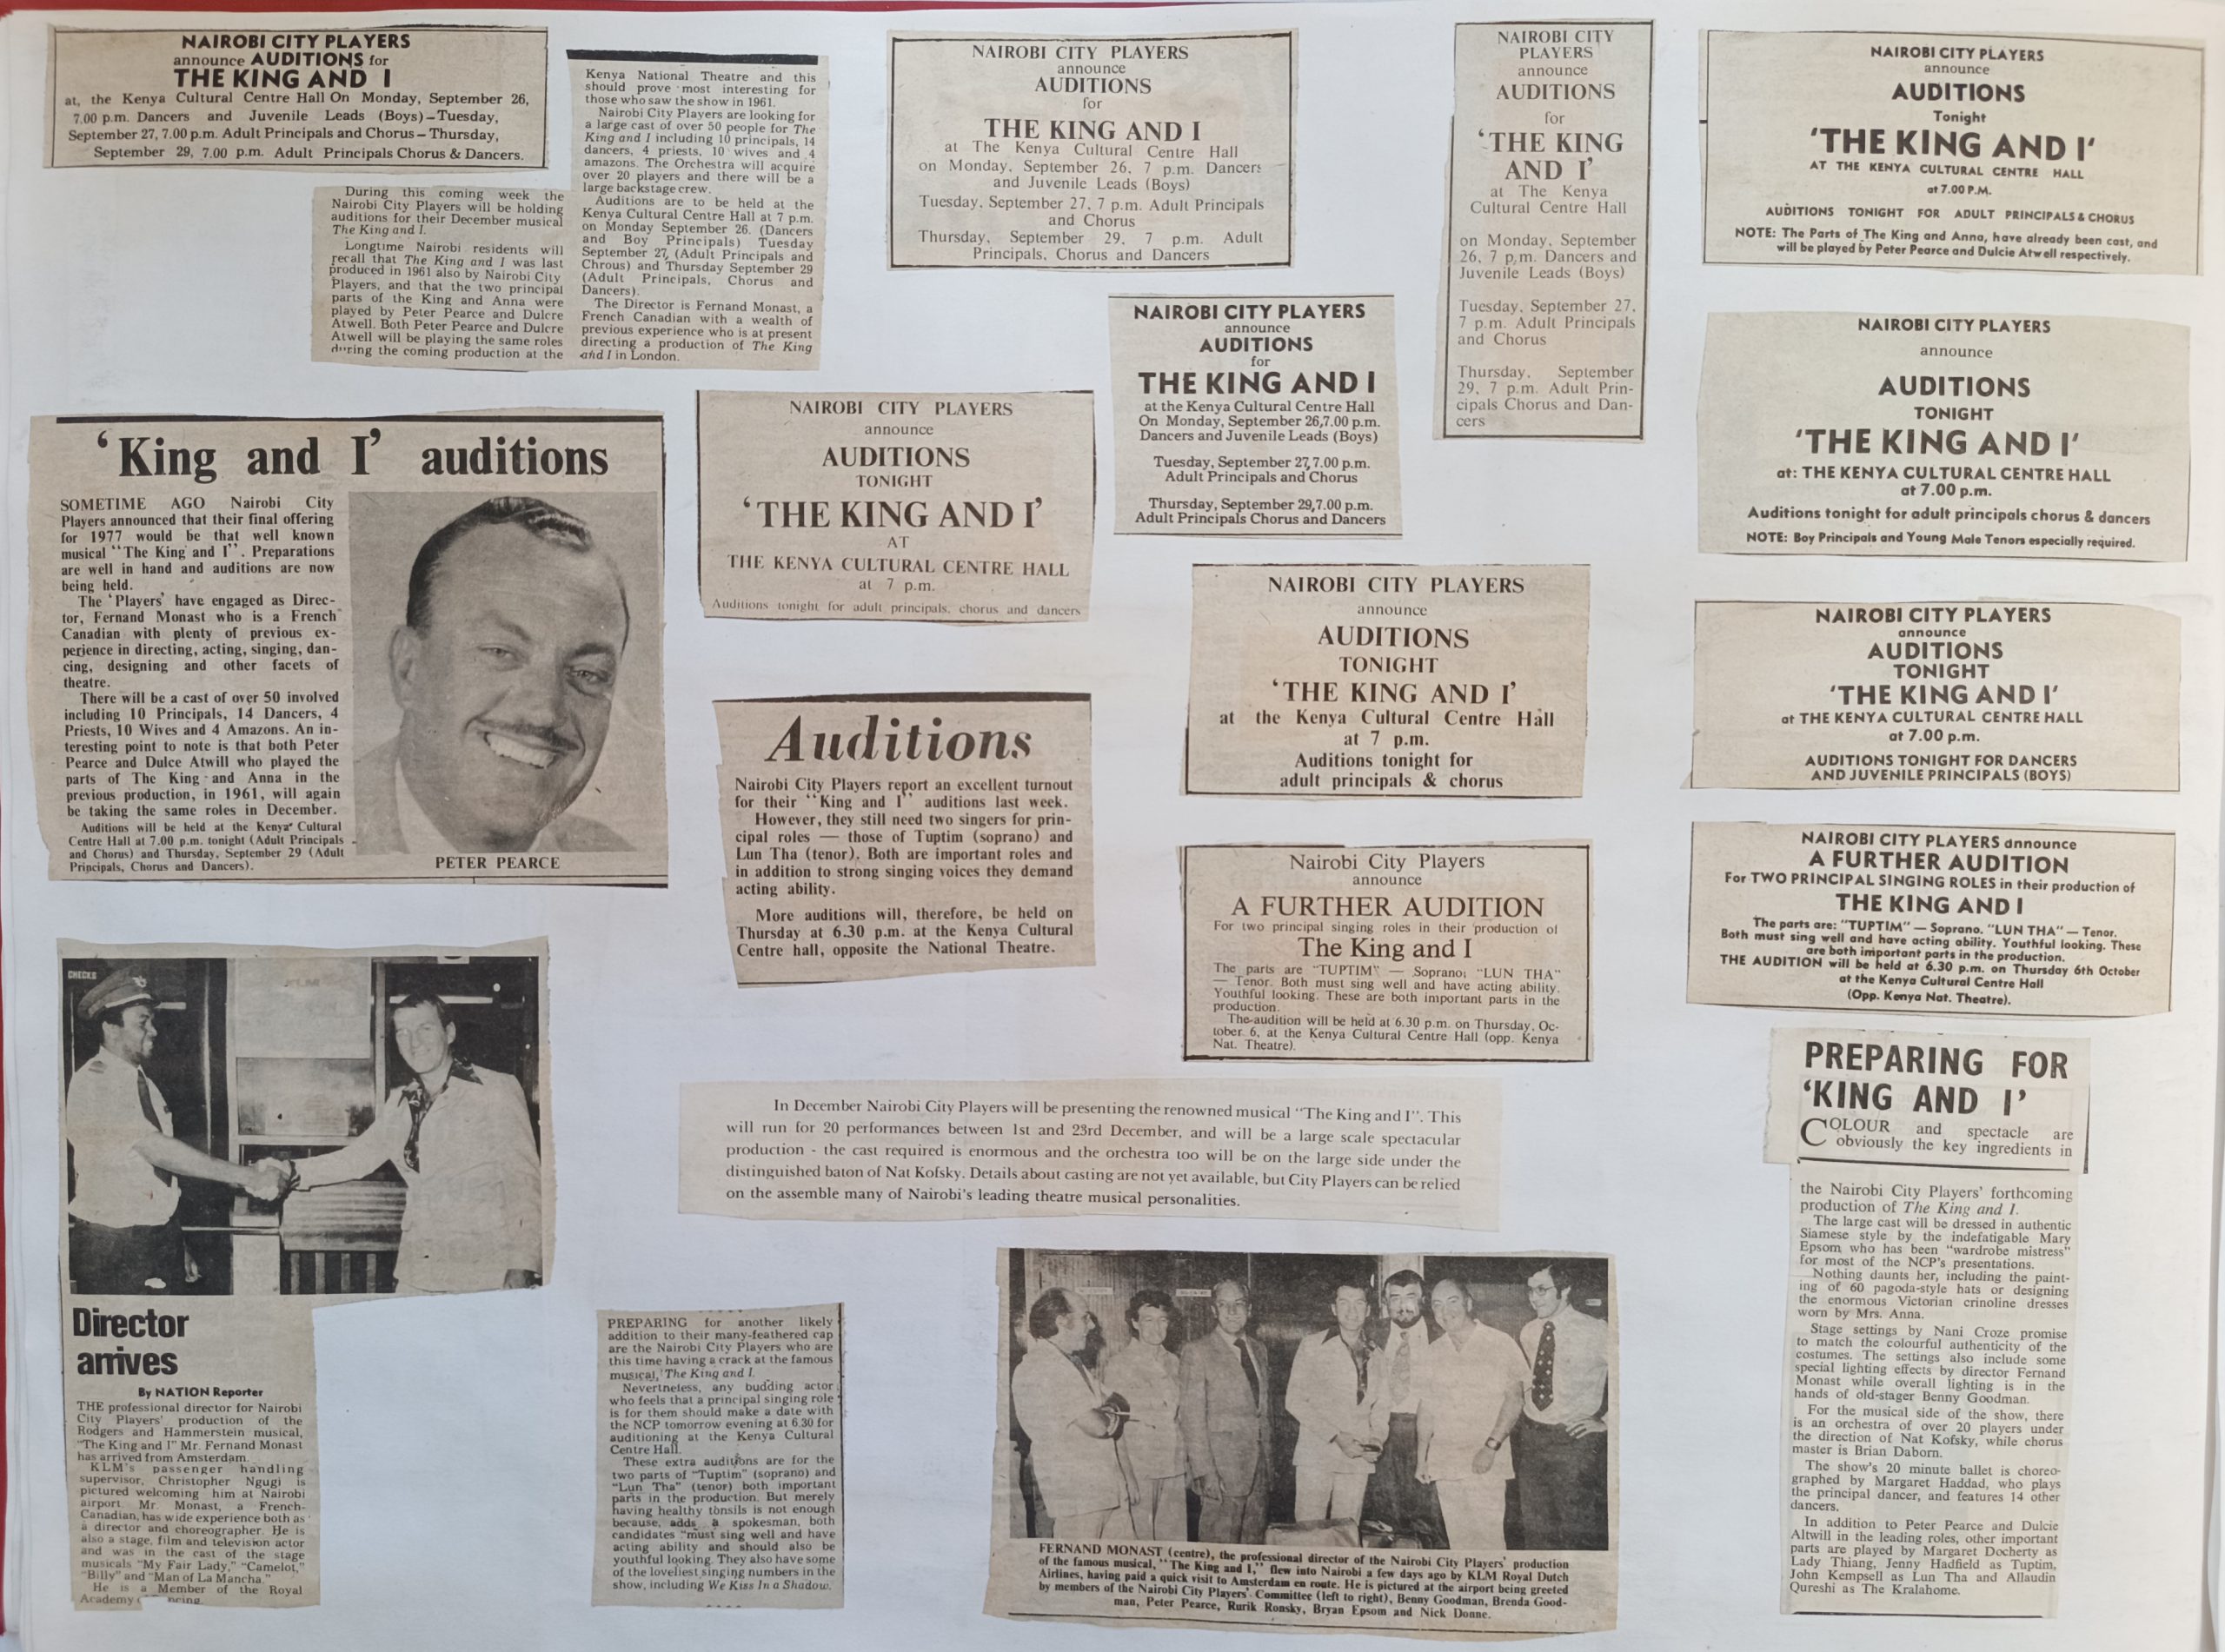 NAIROBI CITY PLAYERS
announce AUDITIONS for
THE KING AND I
at, the Kenya Cultural Centre Hall On Monday, September 26,
7.00 p.m. Dancers and Juvenile Leads (Boys)–Tuesday,
September 27, 7.00 p.m. Adult Principals and Chorus–Thursday,
September 29, 7.00 p.m. Adult Principals Chorus & Dancers.
During this coming week the
Nairobi City Players will be holding
auditions for their December musical
The King and I.
Longtime Nairobi residents will
recall that The King and I was last
produced in 1961 also by Nairobi City
Players, and that the two principal
parts of the King and Anna were
played by Peter Pearce and Dulcre
Atwell. Both Peter Pearce and Dulcre
Atwell will be playing the same roles
during the coming production at the
Kenya National Theatre and this
should prove most interesting for
those who saw the show in 1961.
Nairobi City Players are looking for
a large cast of over 50 people for The
King and I including 10 principals, 14
dancers, 4 priests, 10 wives and 4
amazons. The Orchestra will acquire
over 20 players and there will be a
large backstage crew.
Auditions are to be held at the
Kenya Cultural Centre Hall at 7 p.m.
on Monday September 26. (Dancers
and Boy Principals) Tuesday
September 27, (Adult Principals and
Chrous) and Thursday September 29
(Adult Principals, Chorus and
Dancers).
The Director is Fernand Monast, a
French Canadian with a wealth of
previous experience who is at present
directing a production of The King
and I in London.
NAIROBI CITY PLAYERS
announce
AUDITIONS
for
THE KING AND I
at The Kenya Cultural Centre Hall
on Monday, September 26, 7 p.m. Dancers
and Juvenile Leads (Boys)
Tuesday, September 27, 7 p.m. Adult Principals
and Chorus
Thursday, September 29, 7 p.m. Adult
Principals, Chorus and Dancers
NAIROBI CITY
PLAYERS
announce
AUDITIONS
for
‘THE KING
AND I’
at The Kenya
Cultural Centre Hall
on Monday, September
26, 7 p.m. Dancers and
Juvenile Leads (Boys)
Tuesday, September 27,
7 p.m. Adult Principals
and Chorus
Thursday, September
29, 7 p.m. Adult Prin-
cipals Chorus and Dan-
cers
NAIROBI CITY PLAYERS
announce
AUDITIONS
Tonight
'THE KING AND I'
AT THE KENYA CULTURAL CENTRE HALL
at 7.00 P.M.
AUDITIONS TONIGHT FOR ADULT PRINCIPALS & CHORUS
NOTE: The Parts of The King and Anna, have already been cast, and
will be played by Peter Pearce and Dulcie Atwell respectively.
NAIROBI CITY PLAYERS
announce
AUDITIONS
for
THE KING AND I
at the Kenya Cultural Centre Hall
On Monday, September 26,7.00 p.m.
Dancers and Juvenile Leads (Boys)
Tuesday, September 27,7.00 p.m.
Adult Principals and Chorus
Thursday, September 29,7.00 p.m.
Adult Principals Chorus and Dancers
NAIROBI CITY PLAYERS
announce
AUDITIONS
TONIGHT
'THE KING AND I'
at: THE KENYA CULTURAL CENTRE HALL
at 7.00 p.m.
Auditions tonight for adult principals chorus & dancers
NOTE: Boy Principals and Young Male Tenors especially required.
‘King and I’ auditions
SOMETIME AGO Nairobi City
Players announced that their final offering
for 1977 would be that well known
musical "The King and I". Preparations
are well in hand and auditions are now
being held.
The 'Players' have engaged as Direc-
tor, Fernand Monast who is a French
Canadian with plenty of previous ex-
perience in directing, acting, singing, dan-
cing, designing and other facets of
theatre.
There will be a cast of over 50 involved
including 10 Principals, 14 Dancers, 4
Priests, 10 Wives and 4 Amazons. An in-
teresting point to note is that both Peter
Pearce and Dulce Atwill who played the
parts of The King and Anna in the
previous production, in 1961, will again
be taking the same roles in December.
Auditions will be held at the Kenya Cultural
Centre Hall at 7.00 p.m. tonight (Adult Principals
and Chorus) and Thursday, September 29 (Adult
Principals, Chorus and Dancers).
PETER PEARCE
NAIROBI CITY PLAYERS
announce
AUDITIONS
TONIGHT
‘THE KING AND I’
AT
THE KENYA CULTURAL CENTRE HALL
at 7 p.m.
Auditions tonight for adult principals, chorus and dancers
NAIROBI CITY PLAYERS
announce
AUDITIONS
TONIGHT
‘THE KING AND I’
at the Kenya Cultural Centre Hall
at 7 p.m.
Auditions tonight for
adult principals & chorus
NAIROBI CITY PLAYERS
announce
AUDITIONS
TONIGHT
'THE KING AND I'
at THE KENYA CULTURAL CENTRE HALL
at 7.00 p.m.
AUDITIONS TONIGHT FOR DANCERS
AND JUVENILE PRINCIPALS (BOYS)
Auditions
Nairobi City Players report an excellent turnout
for their "King and I" auditions last week.
However, they still need two singers for prin-
cipal roles — those of Tuptim (soprano) and
Lun Tha (tenor). Both are important roles and
in addition to strong singing voices they demand
acting ability.
More auditions will, therefore, be held on
Thursday at 6.30 p.m. at the Kenya Cultural
Centre hall, opposite the National Theatre.
Nairobi City Players
announce
A FURTHER AUDITION
For two principal singing roles in their production of
The King and I
The parts are "TUPTIM" — Soprano; "LUN THA"
— Tenor. Both must sing well and have acting ability.
Youthful looking. These are both important parts in the
production.
The audition will be held at 6.30 p.m. on Thursday, Oc-
tober 6, at the Kenya Cultural Centre Hall (opp. Kenya
Nat. Theatre).
NAIROBI CITY PLAYERS announce
A FURTHER AUDITION
For TWO PRINCIPAL SINGING ROLES in their production of
THE KING AND I
The parts are: "TUPTIM" — Soprano. "LUN THA" — Tenor.
Both must sing well and have acting ability. Youthful looking. These
are both important parts in the production.
THE AUDITION will be held at 6.30 p.m. on Thursday 6th October
at the Kenya Cultural Centre Hall
(Opp. Kenya Nat. Theatre).
CHECKS
KLM
Director
arrives
By NATION Reporter
THE professional director for Nairobi
City Players' production of the
Rodgers and Hammerstein musical,
"The King and I" Mr. Fernand Monast
has arrived from Amsterdam.
KLM's passenger handling
supervisor, Christopher Ngugi is
pictured welcoming him at Nairobi
airport. Mr. Monast, a French-
Canadian, has wide experience both as
a director and choreographer. He is
also a stage, film and television actor
and was in the cast of the stage
musicals "My Fair Lady," "Camelot,"
"Billy" and "Man of La Mancha."
He is a Member of the Royal
Academy
In December Nairobi City Players will be presenting the renowned musical "The King and I". This
will run for 20 performances between 1st and 23rd December, and will be a large scale spectacular
production - the cast required is enormous and the orchestra too will be on the large side under the
distinguished baton of Nat Kofsky. Details about casting are not yet available, but City Players can be relied
on the assemble many of Nairobi's leading theatre musical personalities.
PREPARING for another likely
addition to their many-feathered cap
are the Nairobi City Players who are
this time having a crack at the famous
musical, The King and I.
Nevertheless, any budding actor
who feels that a principal singing role
is for them should make a date with
the NCP tomorrow evening at 6.30 for
auditioning at the Kenya Cultural
Centre Hall.
These extra auditions are for the
two parts of "Tuptim" (soprano) and
"Lun Tha" (tenor) both important
parts in the production. But merely
having healthy tonsils is not enough
because, adds a spokesman, both
candidates "must sing well and have
acting ability and should also be
youthful looking. They also have some
of the loveliest singing numbers in the
show, including We Kiss In a Shadow.
FERNAND MONAST (centre), the professional director of the Nairobi City Players' production
of the famous musical, "The King and I," flew into Nairobi a few days ago by KLM Royal Dutch
Airlines, having paid a quick visit to Amsterdam en route. He is pictured at the airport being greeted
by members of the Nairobi City Players' Committee (left to right), Benny Goodman, Brenda Good-
man, Peter Pearce, Rurik Ronsky, Bryan Epsom and Nick Donne.
PREPARING FOR
‘KING AND I’
COLOUR and spectacle are
obviously the key ingredients in
the Nairobi City Players' forthcoming
production of The King and I.
The large cast will be dressed in authentic
Siamese style by the indefatigable Mary
Epsom who has been "wardrobe mistress"
for most of the NCP's presentations.
Nothing daunts her, including the paint-
ing of 60 pagoda-style hats or designing
the enormous Victorian crinoline dresses
worn by Mrs. Anna.
Stage settings by Nani Croze promise
to match the colourful authenticity of the
costumes. The settings also include some
special lighting effects by director Fernand
Monast while overall lighting is in the
hands of old-stager Benny Goodman.
For the musical side of the show, there
is an orchestra of over 20 players under
the direction of Nat Kofsky, while chorus
master is Brian Daborn.
The show's 20 minute ballet is choreo-
graphed by Margaret Haddad, who plays
the principal dancer, and features 14 other
dancers.
In addition to Peter Pearce and Dulcie
Altwill in the leading roles, other important
parts are played by Margaret Docherty as
Lady Thiang, Jenny Hadfield as Tuptim,
John Kempsell as Lun Tha and Allaudin
Qureshi as The Kralahome.